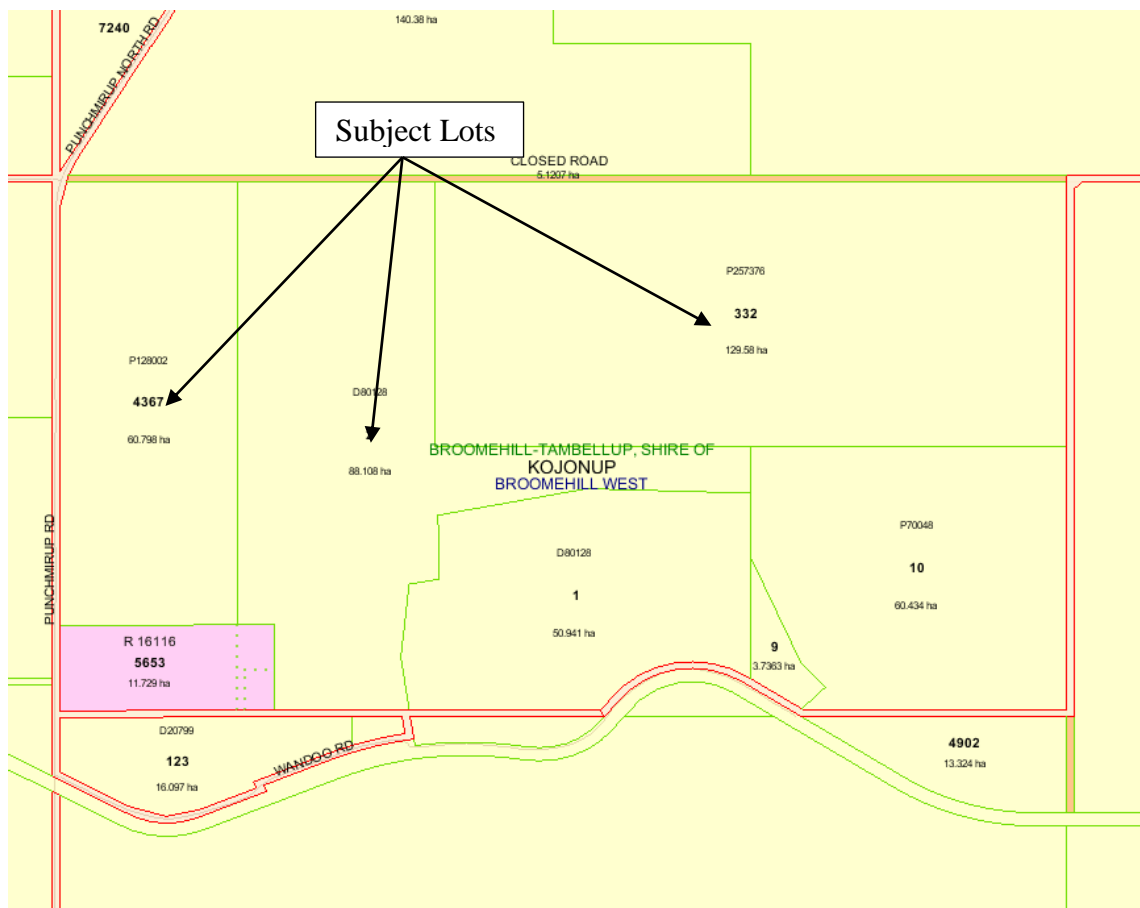 7240
140.38 ha
PUNCHMIRUP NORTH RD
Subject Lots
CLOSED ROAD
5.1207 ha
P257376
332
129.58 ha
P128002
4367
60.798 ha
D80128
88.108 ha
BROOMEHILL-TAMBELLUP, SHIRE OF
KOJONUP
BROOMEHILL WEST
PUNCHMIRUP RD
P70048
10
60.434 ha
D80128
1
50.941 ha
9
3.7363 ha
R 16116
5653
11.729 ha
D20799
123
16.097 ha
WANDOO RD
4902
13.324 ha